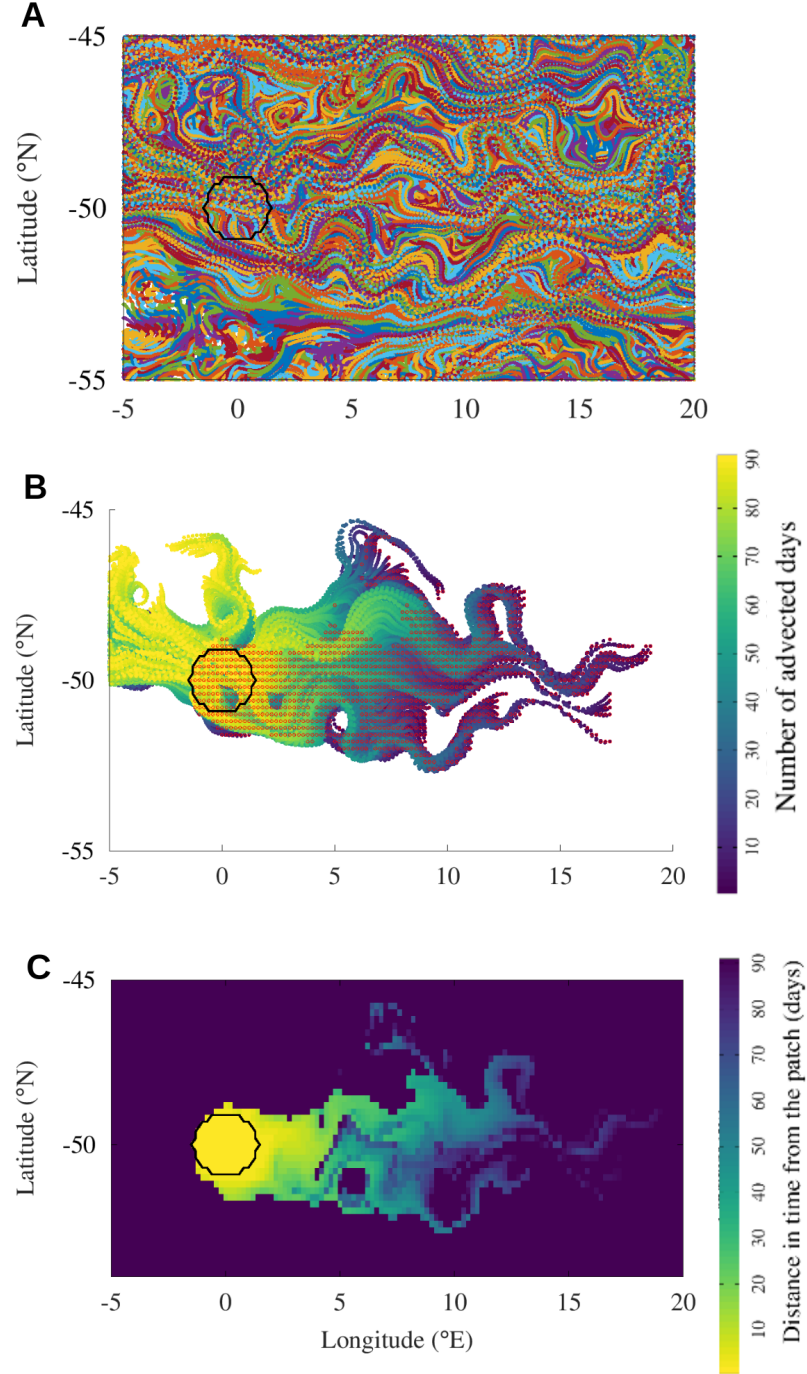 A
-45
-50
-55
Latitude (°N)
-5 0 5 10 15 20
B
-45
-50
-55
Latitude (°N)
-5 0 5 10 15 20
90
80
70
60
50
40
30
20
10
Number of advected days
C
-45
-50
Latitude (°N)
-5 0 5 10 15 20
Longitude (°E)
90
80
70
60
50
40
30
20
10
Distance in time from the patch (days)